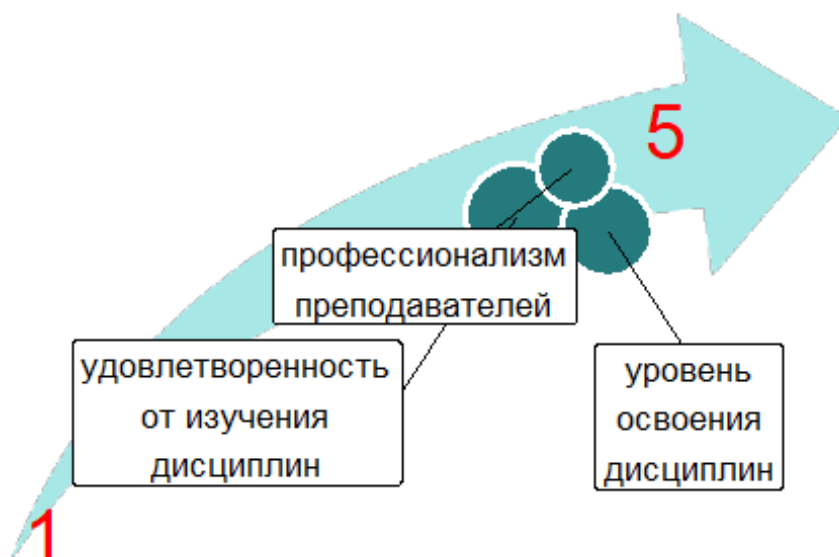 5
профессионализм
преподавателей
удовлетворенность
от изучения
дисциплин
уровень
освоения
дисциплин
1